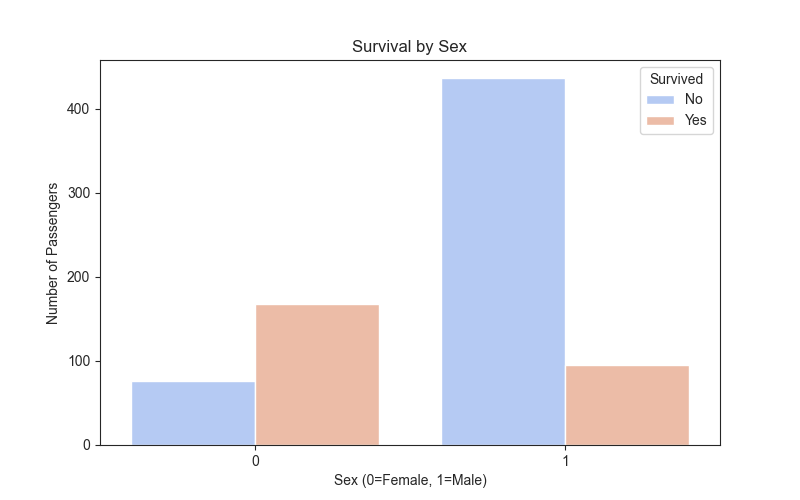 Survival by Sex
Survived
No
Yes
Number of Passengers
400
300
200
100
0
0 1
Sex (0=Female, 1=Male)